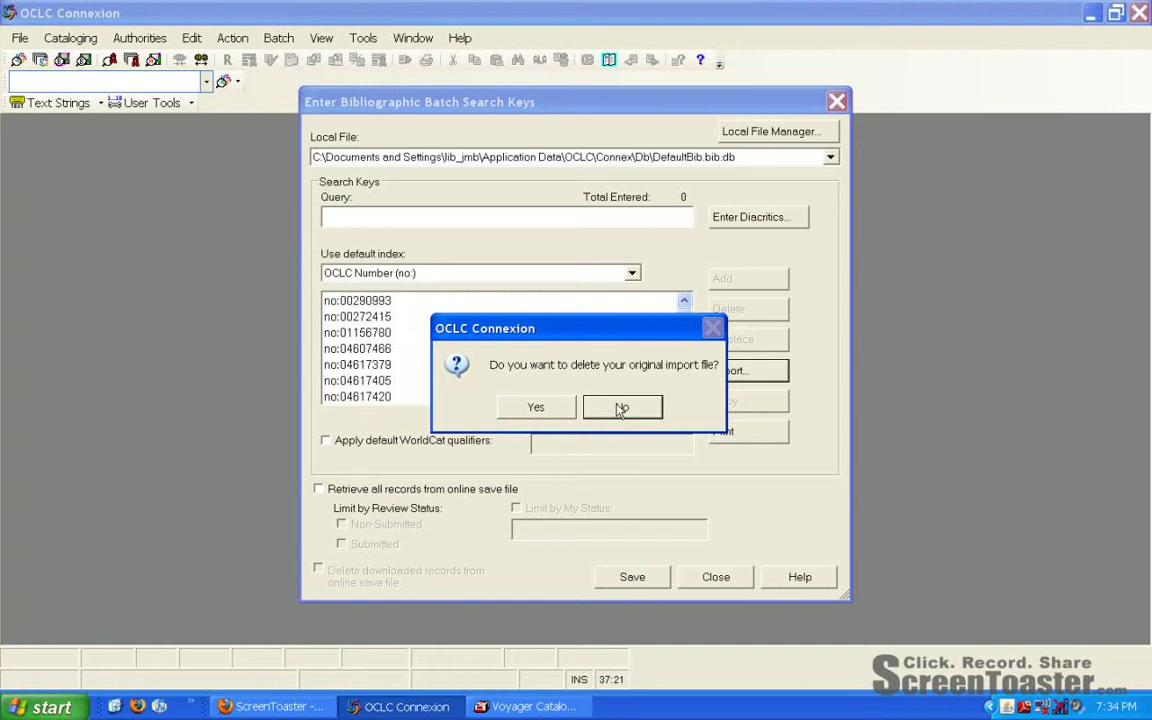 OCLC Connexion
File Cataloging Authorities Edit Action Batch View Tools Window Help
Text Strings User Tools
Enter Bibliographic Batch Search Keys
Local File:
Local File Manager...
C:\Documents and Settings\lib_jmb\Application Data\OCLC\Connex\Db\DefaultBib.bib.db
Search Keys
Query:
Total Entered: 0
Enter Diacritics...
Use default index:
OCLC Number (no:)
Add
no:00290993
no:00272415
no:01156780
no:04607466
no:04617379
no:04617405
no:04617420
Delete
place
ort...
y...
nt
OCLC Connexion
Do you want to delete your original import file?
Yes
No
Apply default WorldCat qualifiers:
Retrieve all records from online save file
Limit by Review Status:
Limit by My Status:
Non-Submitted
Submitted
Delete downloaded records from
online save file
Save Close Help
INS 37:21
Click. Record. Share
ScreenToaster.com
start
ScreenToaster -...
OCLC Connexion
Voyager Catalo...
7:34 PM